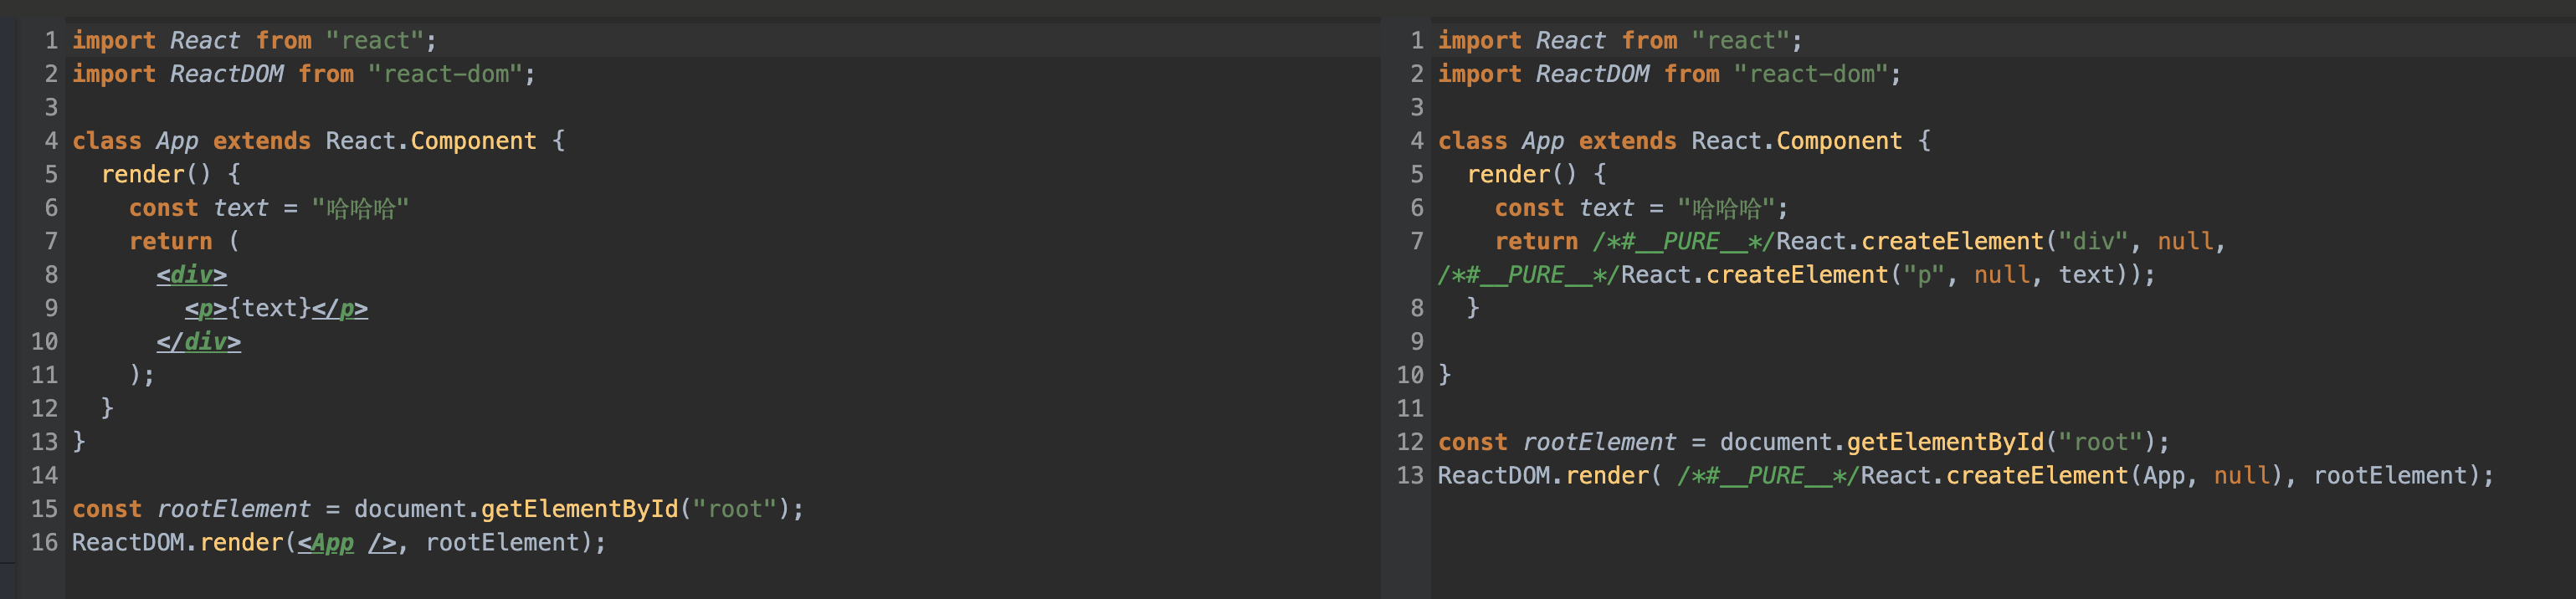 1 import React from "react";
2 import ReactDOM from "react-dom";
3
4 class App extends React.Component {
5   render() {
6     const text = "哈哈哈"
7     return (
8       <div>
9         <p>{text}</p>
10       </div>
11     );
12   }
13 }
14
15 const rootElement = document.getElementById("root");
16 ReactDOM.render(<App />, rootElement);
1 import React from "react";
2 import ReactDOM from "react-dom";
3
4 class App extends React.Component {
5   render() {
6     const text = "哈哈哈";
7     return /*#__PURE__*/React.createElement("div", null,
/*#__PURE__*/React.createElement("p", null, text));
8   }
9
10 }
11
12 const rootElement = document.getElementById("root");
13 ReactDOM.render( /*#__PURE__*/React.createElement(App, null), rootElement);